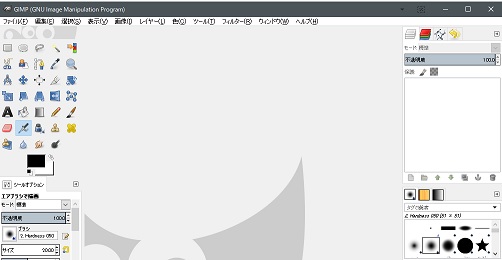 GIMP (GNU Image Manipulation Program)
ファイル(F) 編集(E) 選択(S) 表示(V) 画像(I) レイヤー(L) 色(C) ツール(T) フィルター(R) ウィンドウ(W) ヘルプ(H)
モード 標準
不透明度 100.0
保護:
ツールオプション
エアブラシで描画
モード 標準
不透明度 100.0
ブラシ
2. Hardness 050
サイズ 20.00
タグで検索
2. Hardness 050 (51 × 51)